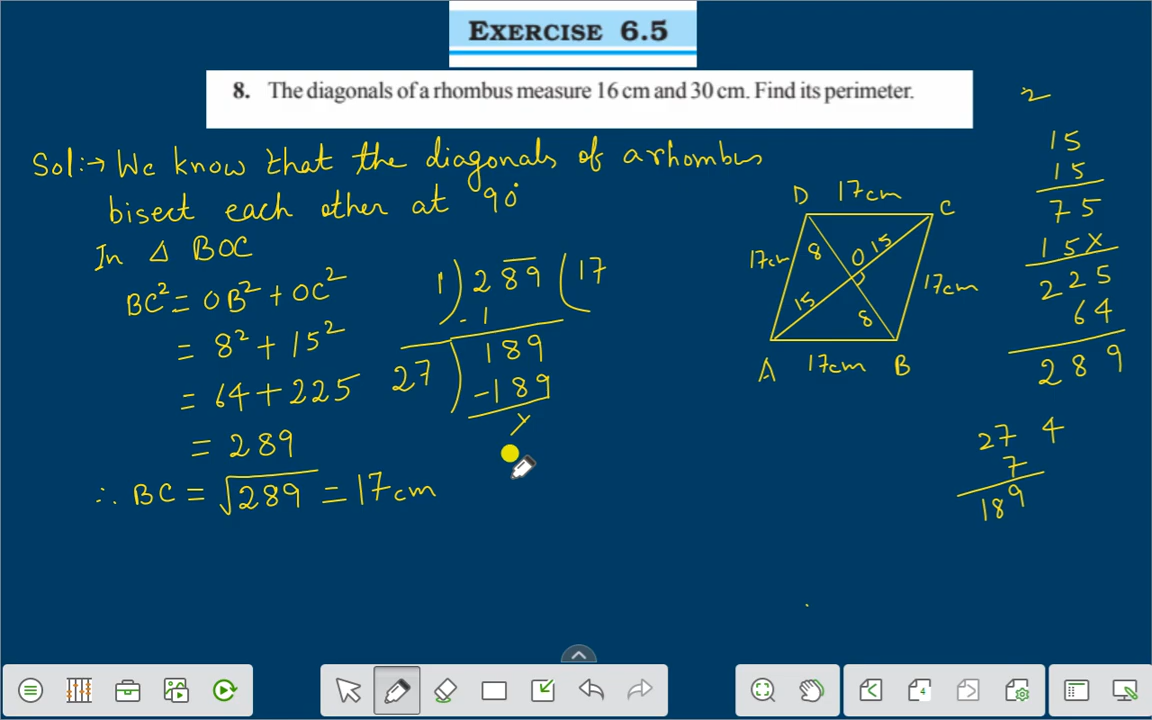 EXERCISE 6.5
8. The diagonals of a rhombus measure 16 cm and 30 cm. Find its perimeter.
Sol:→ We know that the diagonals of a rhombus
bisect each other at 90°
In △ BOC
BC² = OB² + OC²
= 8² + 15²
= 64 + 225
= 289
∴ BC = √289 = 17 cm
1) 289 (17
-1
27) 189
-189
x
D 17cm C
17cm 8 O 15
17cm
15 8
A 17cm B
2
15
15
75
15x
225
64
289
27 4
7
189
4